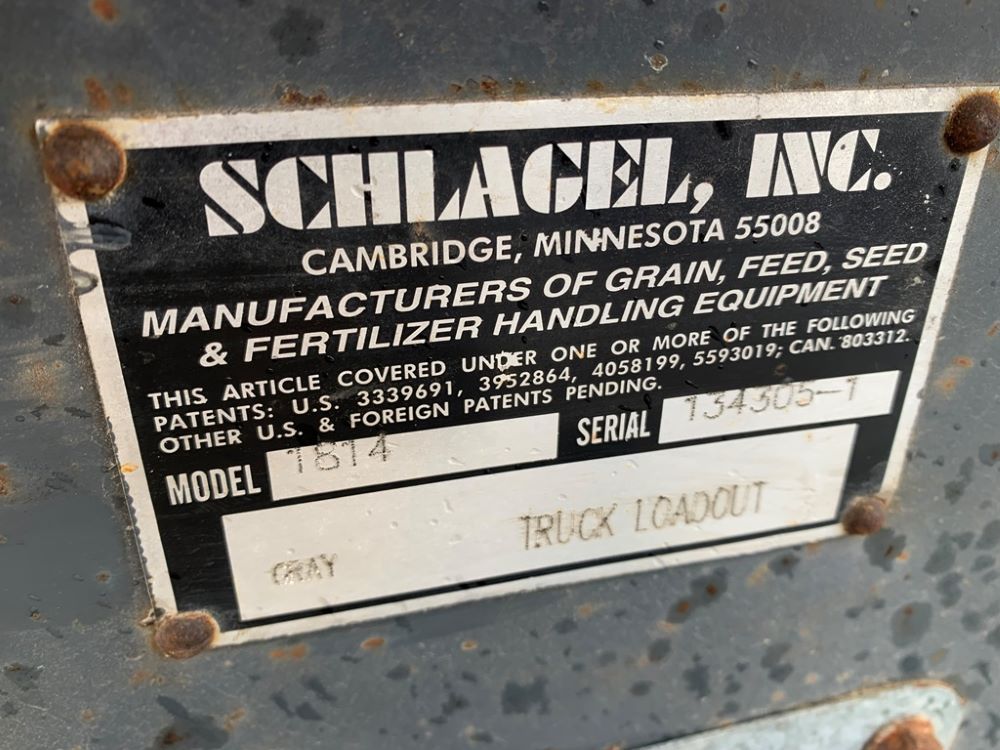 SCHLAGEL, INC.
CAMBRIDGE, MINNESOTA 55008
MANUFACTURERS OF GRAIN, FEED, SEED
& FERTILIZER HANDLING EQUIPMENT
THIS ARTICLE COVERED UNDER ONE OR MORE OF THE FOLLOWING
PATENTS: U.S. 3339691, 3952864, 4058199, 5593019; CAN. 803312.
OTHER U.S. & FOREIGN PATENTS PENDING.
MODEL 1814 SERIAL 134305-1
GRAY TRUCK LOADOUT